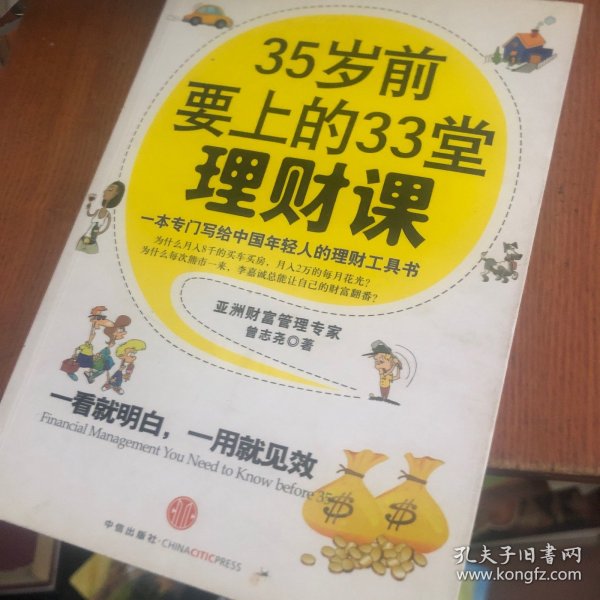 35岁前
要上的33堂
理财课
一本专门写给中国年轻人的理财工具书
为什么月入8千的买车买房，月入2万的每月花光？
为什么每次熊市一来，李嘉诚总能让自己的财富翻番？
亚洲财富管理专家
曾志尧◎著
一看就明白，一用就见效
Financial Management You Need to Know before 35
$
$
中信出版社·CHINACITICPRESS
孔夫子旧书网
www.kongfz.com